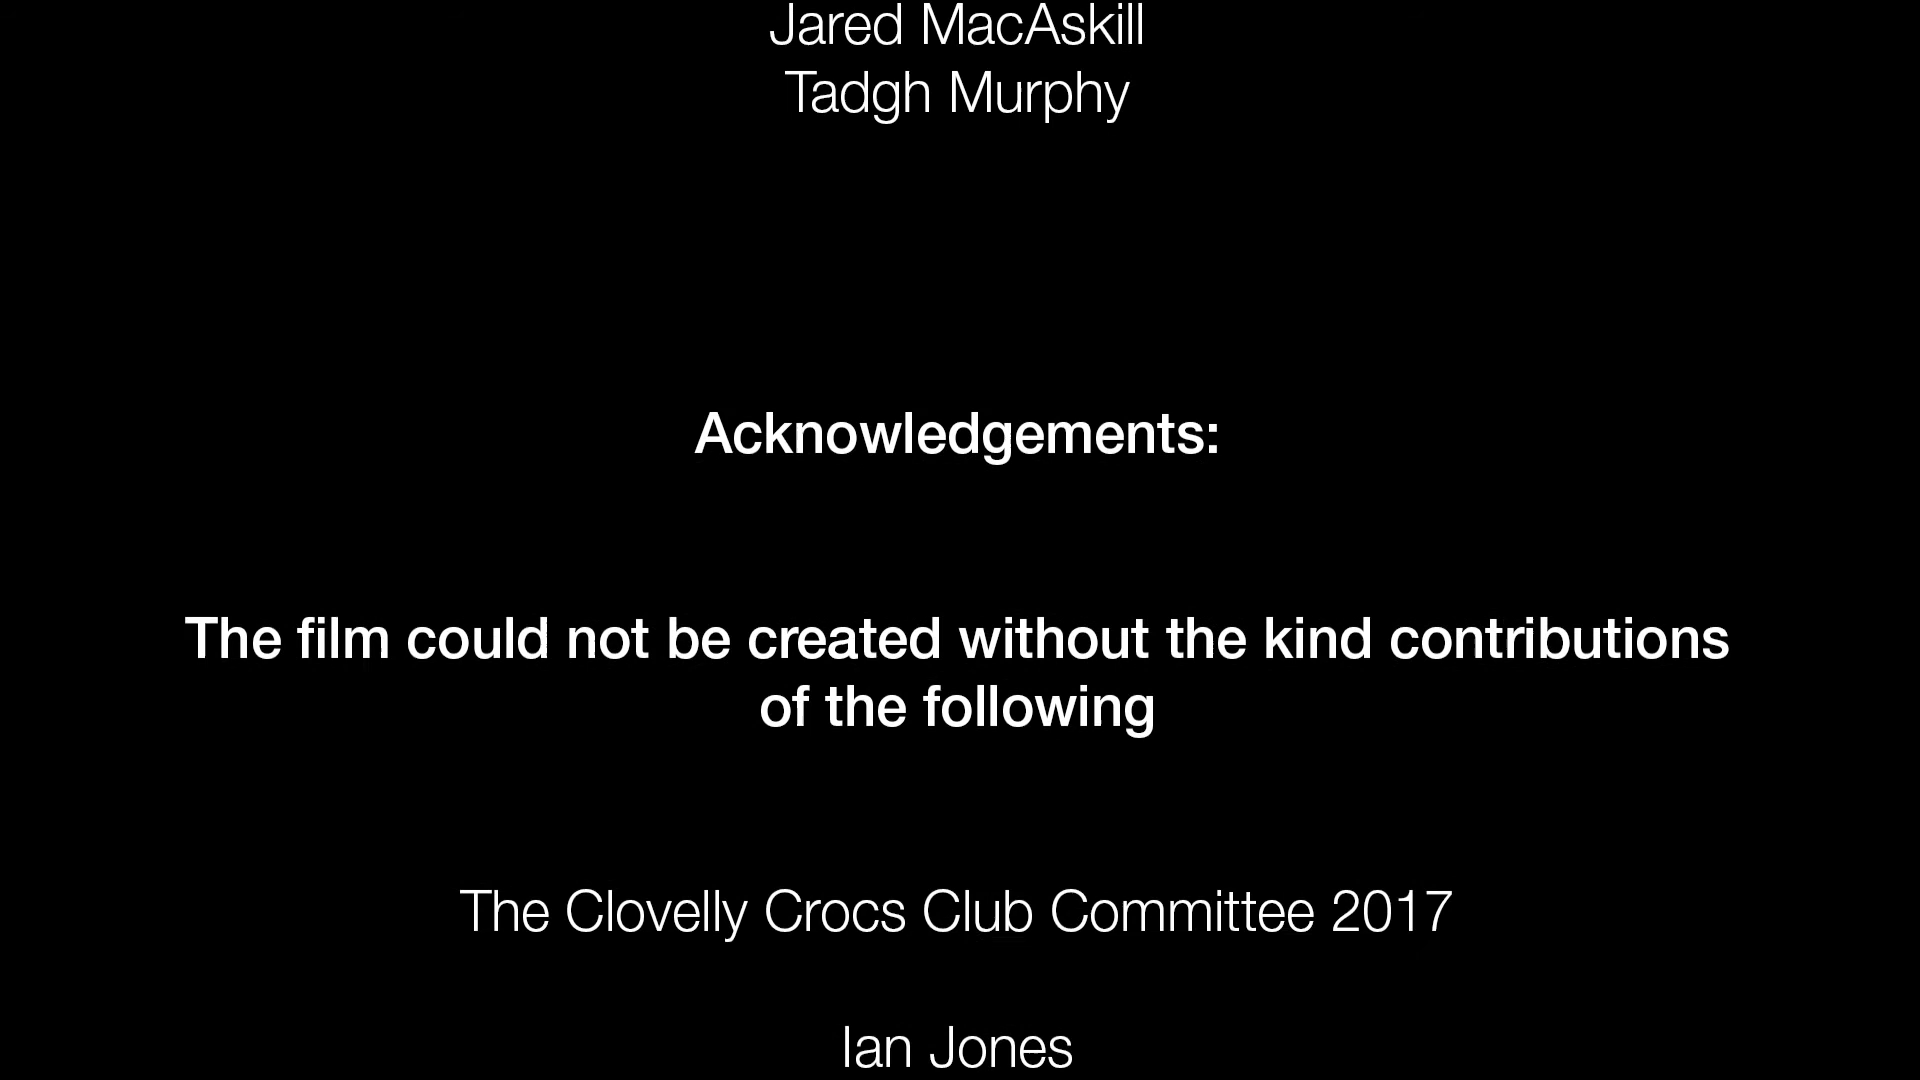 Jared MacAskill
Tadgh Murphy
Acknowledgements:
The film could not be created without the kind contributions
of the following
The Clovelly Crocs Club Committee 2017
Ian Jones